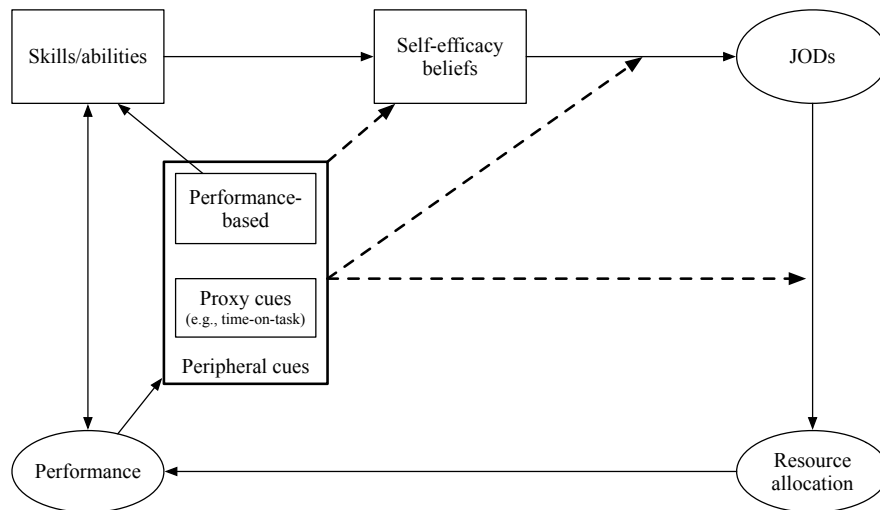 Skills/abilities
Self-efficacy
beliefs
JODs
Performance-
based
Proxy cues
(e.g., time-on-task)
Peripheral cues
Performance
Resource
allocation